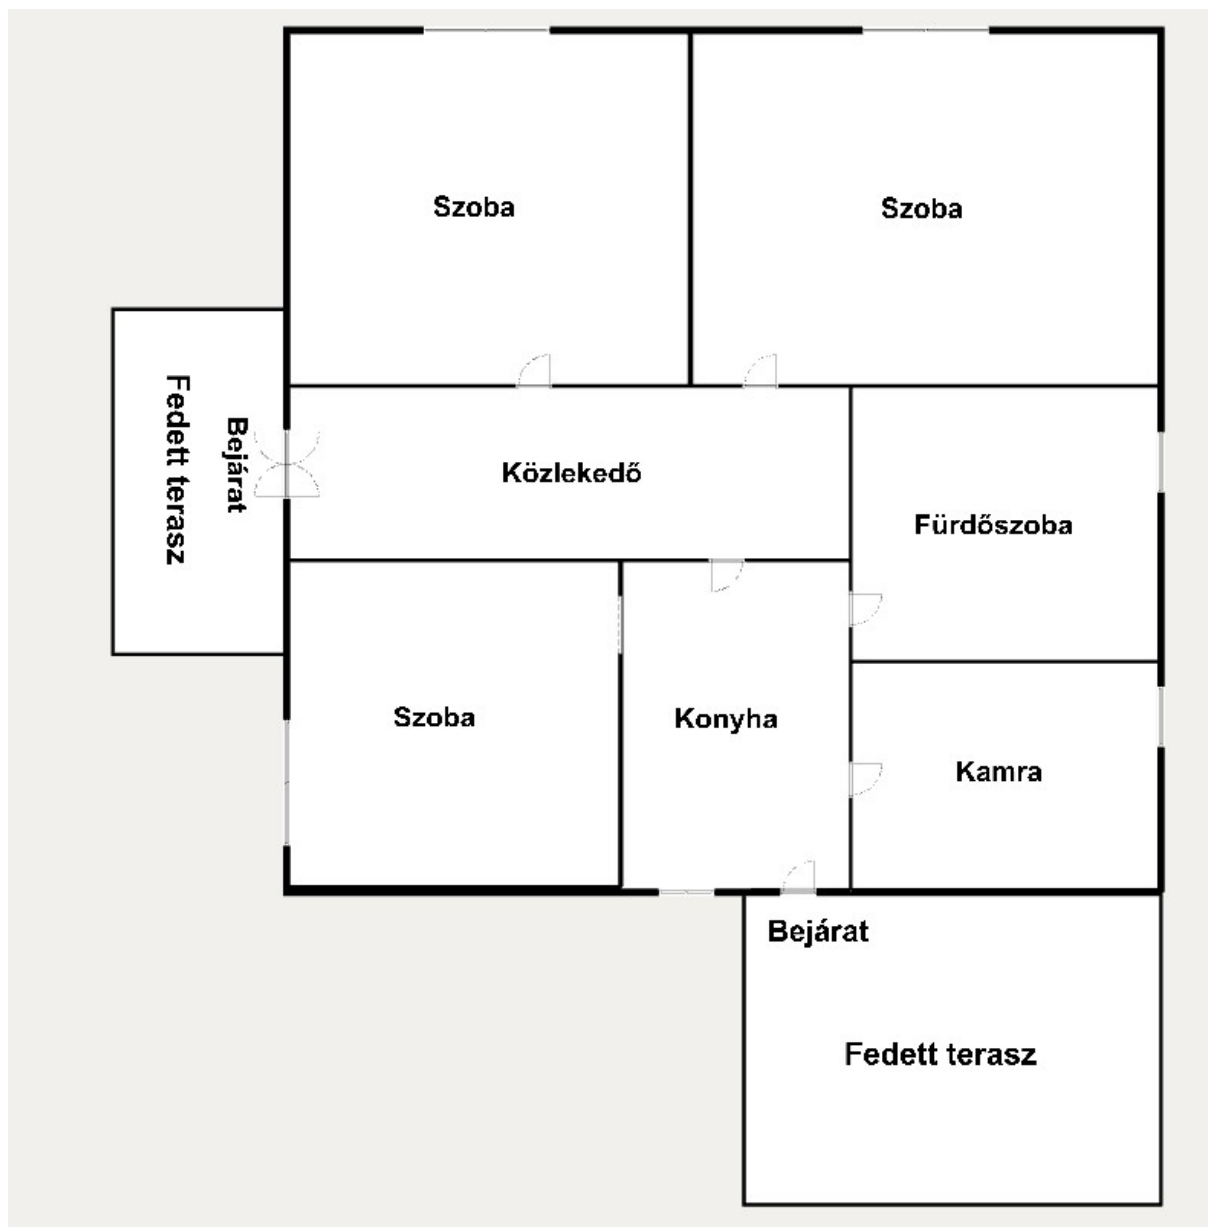 Szoba
Szoba
Fedett terasz
Bejárat
Közlekedő
Fürdőszoba
Szoba
Konyha
Kamra
Bejárat
Fedett terasz